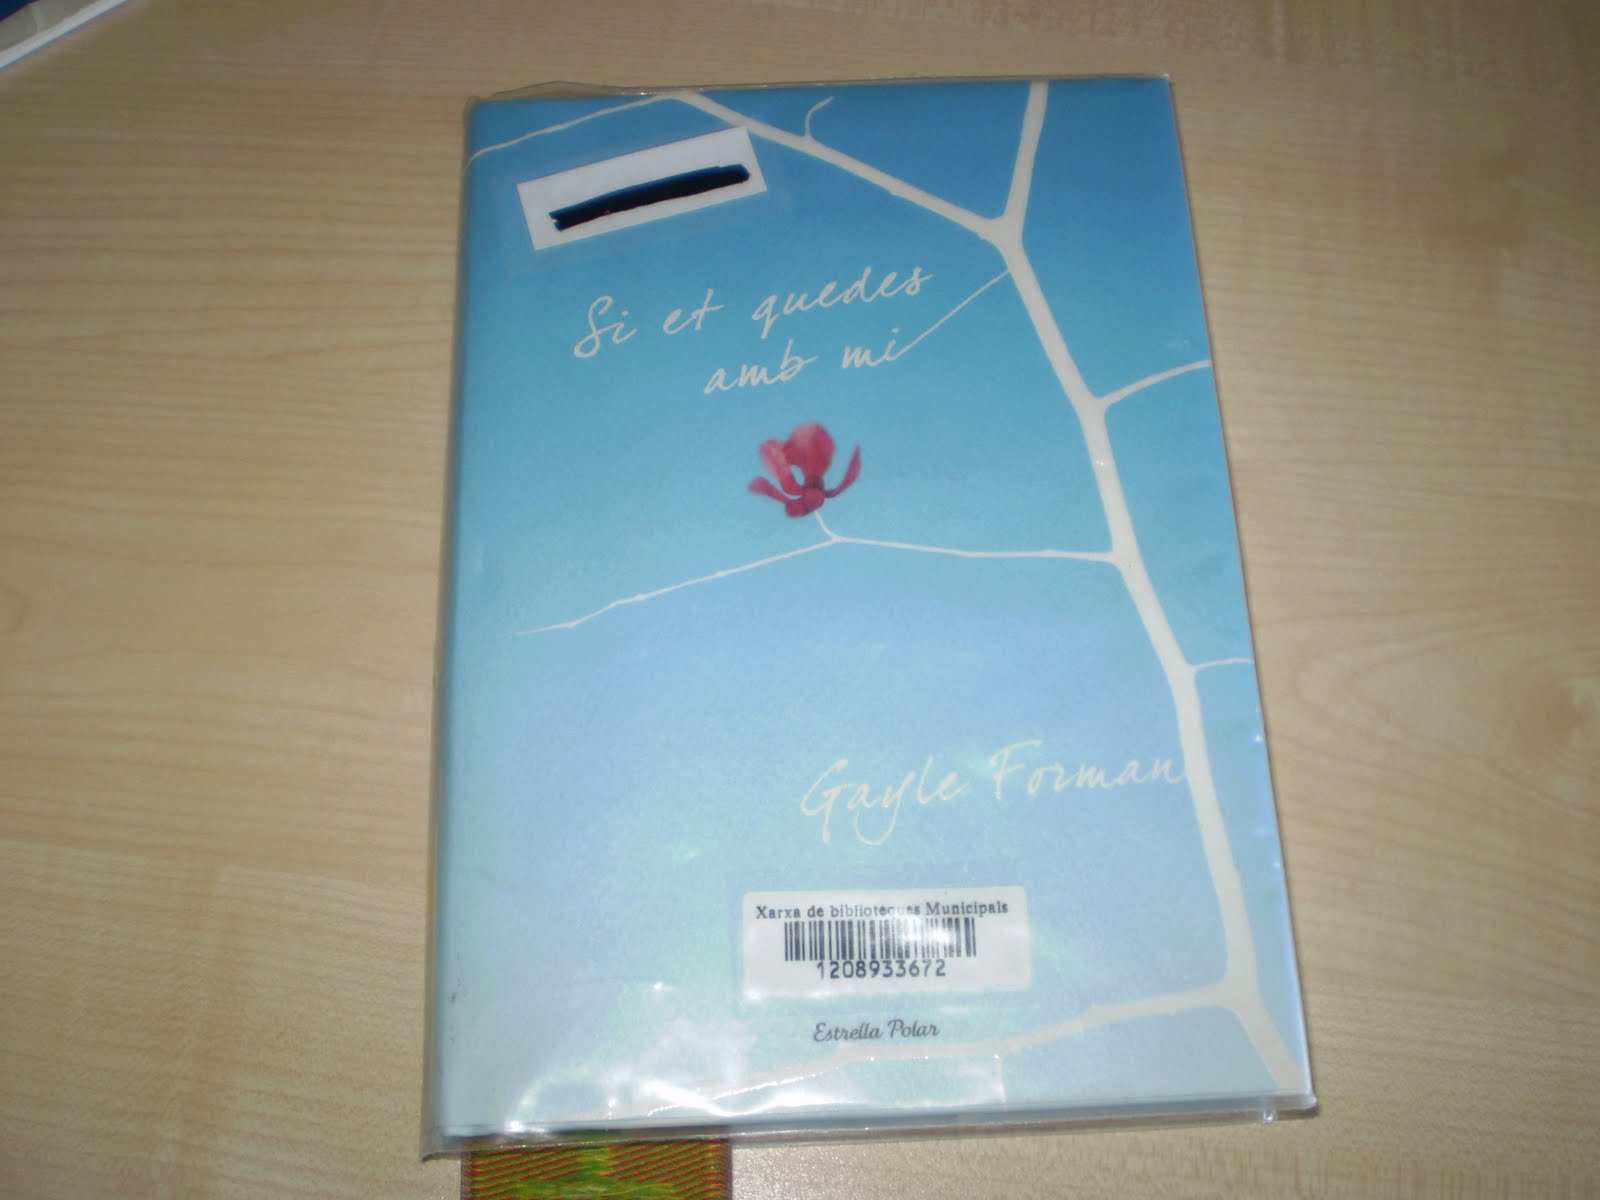 Si et quedes
amb mi
Gayle Forman
Xarxa de biblioteques Municipals
1208933672
Estrella Polar